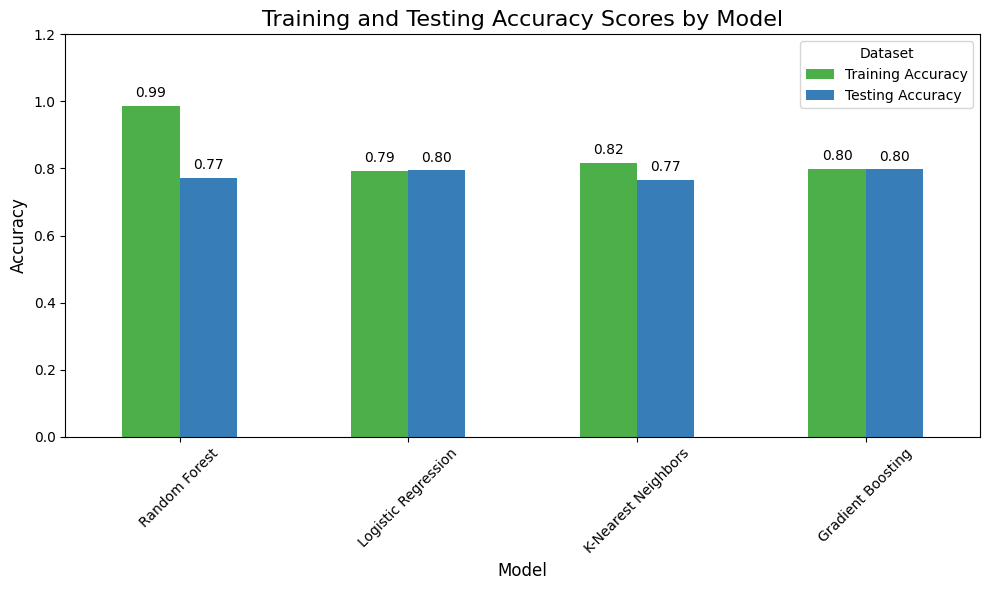 Training and Testing Accuracy Scores by Model
Accuracy
1.2
1.0
0.8
0.6
0.4
0.2
0.0
Dataset
Training Accuracy
Testing Accuracy
0.99
0.77
0.79
0.80
0.82
0.77
0.80
0.80
Random Forest
Logistic Regression
K-Nearest Neighbors
Gradient Boosting
Model